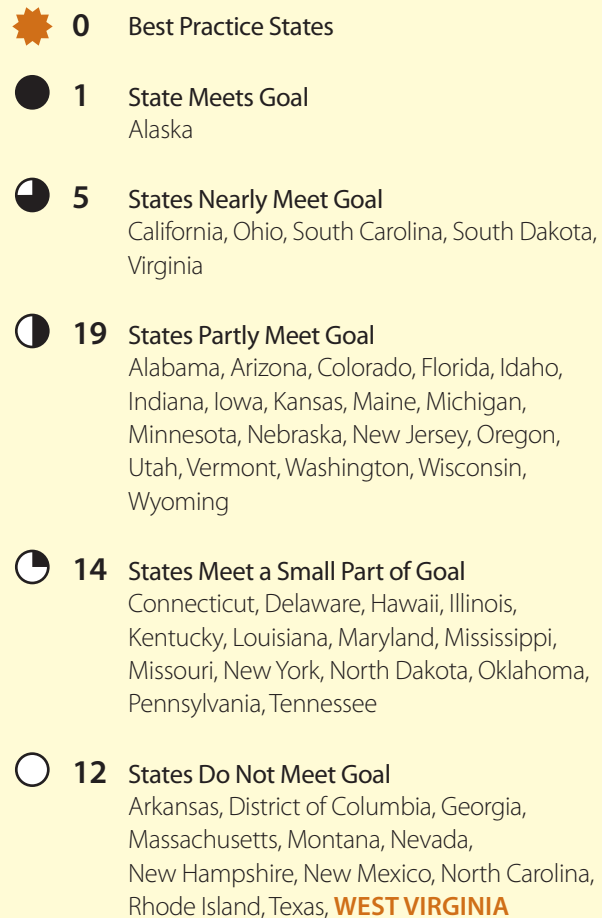 0 Best Practice States
1 State Meets Goal
Alaska
5 States Nearly Meet Goal
California, Ohio, South Carolina, South Dakota,
Virginia
19 States Partly Meet Goal
Alabama, Arizona, Colorado, Florida, Idaho,
Indiana, Iowa, Kansas, Maine, Michigan,
Minnesota, Nebraska, New Jersey, Oregon,
Utah, Vermont, Washington, Wisconsin,
Wyoming
14 States Meet a Small Part of Goal
Connecticut, Delaware, Hawaii, Illinois,
Kentucky, Louisiana, Maryland, Mississippi,
Missouri, New York, North Dakota, Oklahoma,
Pennsylvania, Tennessee
12 States Do Not Meet Goal
Arkansas, District of Columbia, Georgia,
Massachusetts, Montana, Nevada,
New Hampshire, New Mexico, North Carolina,
Rhode Island, Texas, WEST VIRGINIA